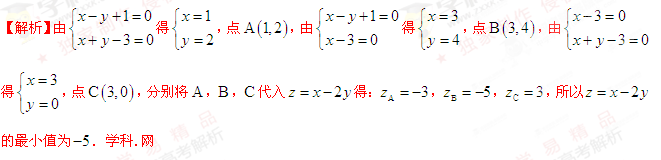 【解析】由{x−y+1=0 x+y−3=0 得{x=1 y=2，点A(1,2)，由{x−y+1=0 x−3=0 得{x=3 y=4，点B(3,4)，由{x−3=0 x+y−3=0
得{x=3 y=0，点C(3,0)，分别将A，B，C代入z=x−2y得：z_A=−3，z_B=−5，z_C=3，所以z=x−2y
的最小值为−5．学科.网